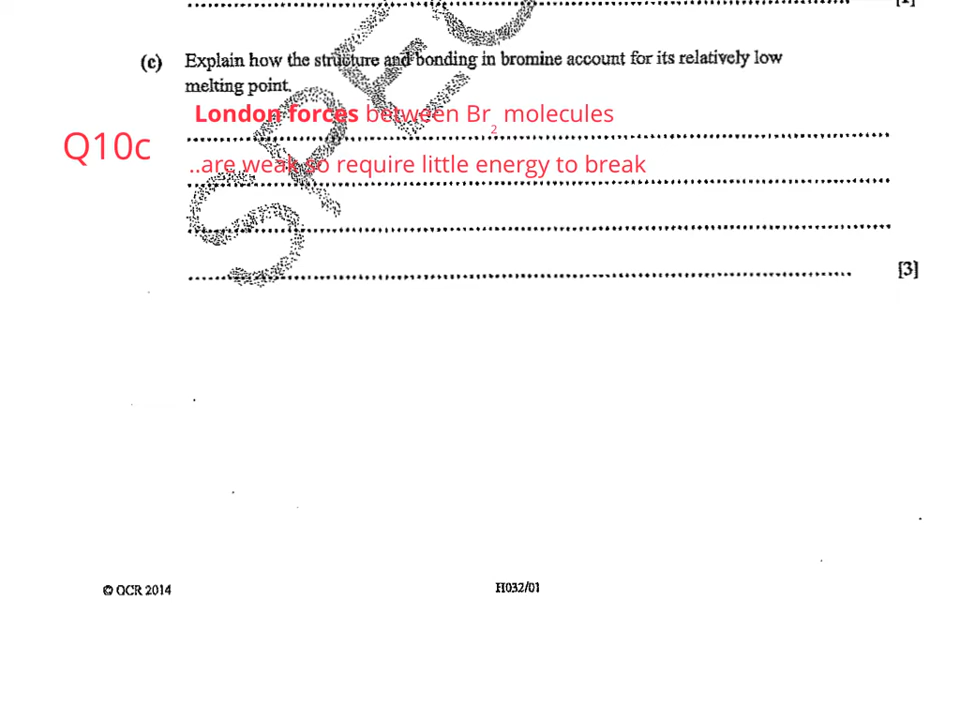 [1]
(c) Explain how the structure and bonding in bromine account for its relatively low
melting point.
London forces between Br2 molecules
Q10c
..are weak so require little energy to break
[3]
© OCR 2014 H032/01